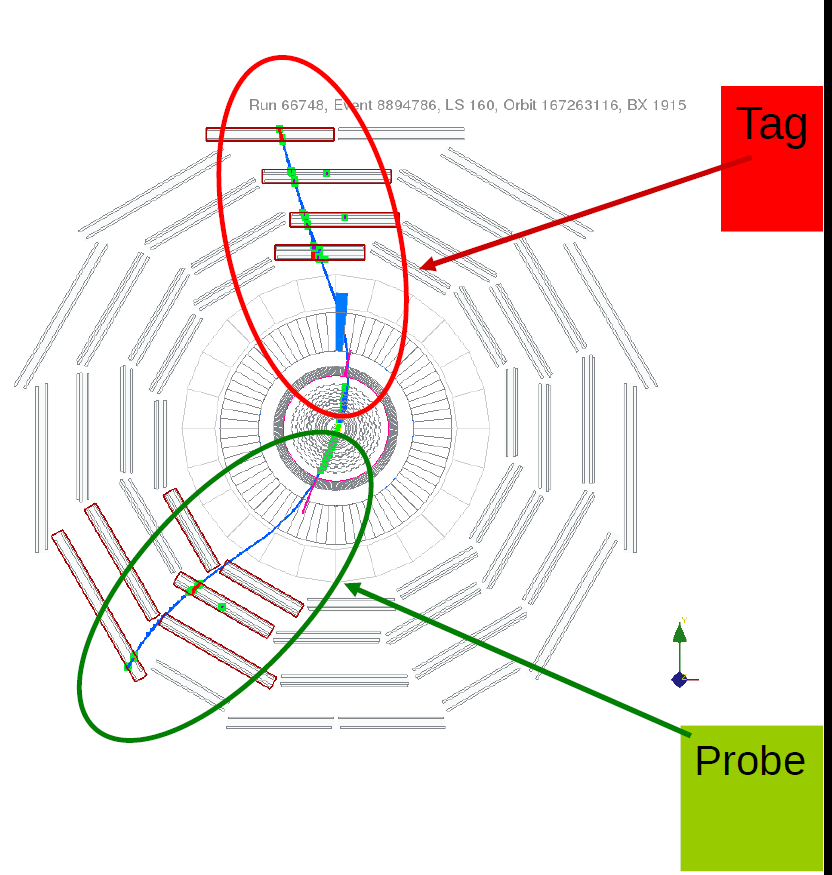 Run 66748, Event 8894786, LS 160, Orbit 167263116, BX 1915
Tag
Probe